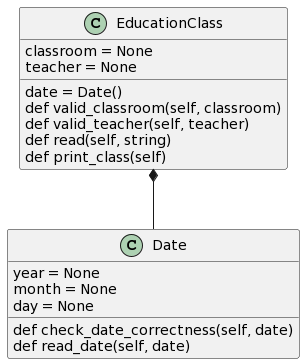 C EducationClass
classroom = None
teacher = None
date = Date()
def valid_classroom(self, classroom)
def valid_teacher(self, teacher)
def read(self, string)
def print_class(self)
C Date
year = None
month = None
day = None
def check_date_correctness(self, date)
def read_date(self, date)